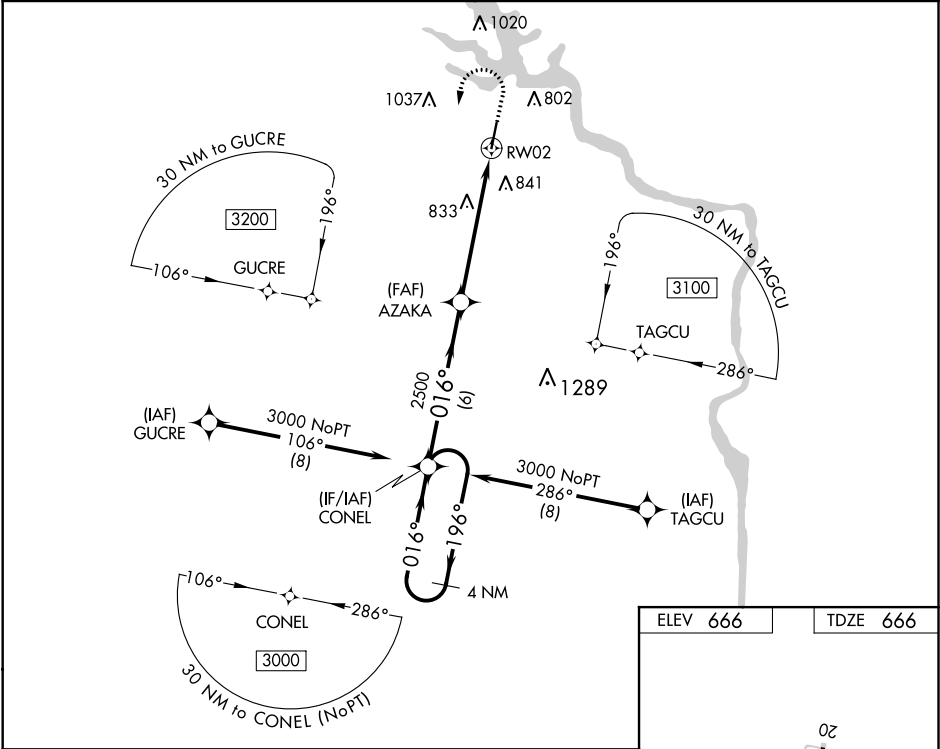 1020
1037
802
RW02
841
833
30 NM to GUCRE
3200
196°
106°
GUCRE
30 NM to TAGCU
196°
3100
TAGCU
286°
(FAF)
AZAKA
1289
2500
016°
(6)
(IAF)
GUCRE
3000 NoPT
106°
(8)
(IF/IAF)
CONEL
3000 NoPT
286°
(8)
(IAF)
TAGCU
016°
196°
4 NM
106°
286°
CONEL
3000
30 NM to CONEL (NoPT)
ELEV 666
TDZE 666
20